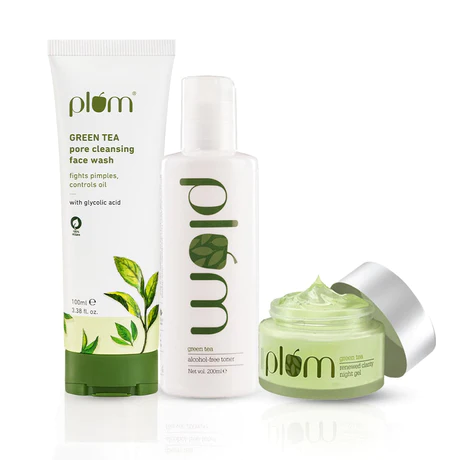 plum®
GREEN TEA
pore cleansing
face wash
fights pimples,
controls oil
with glycolic acid
100ml ℮
3.38 fl. oz.
plum
green tea
alcohol-free toner
Net vol. 200ml ℮
plum
green tea
renewed clarity
night gel